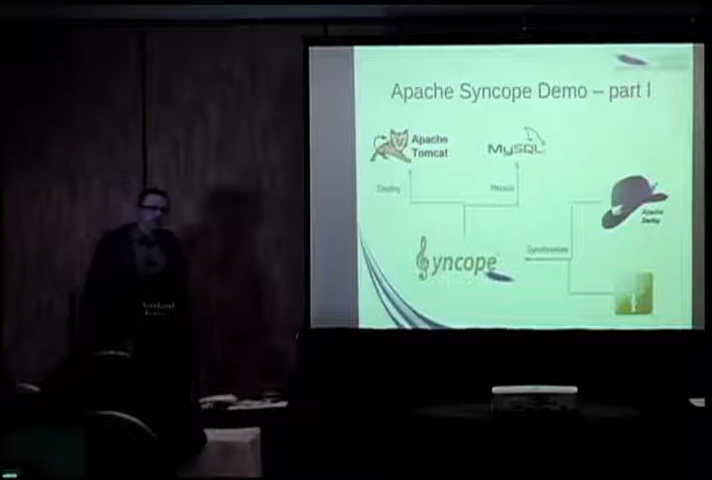 Apache Syncope Demo – part I
Apache
Tomcat
MySQL
Deploy
Persist
Apache
Derby
Syncope
Synchronize